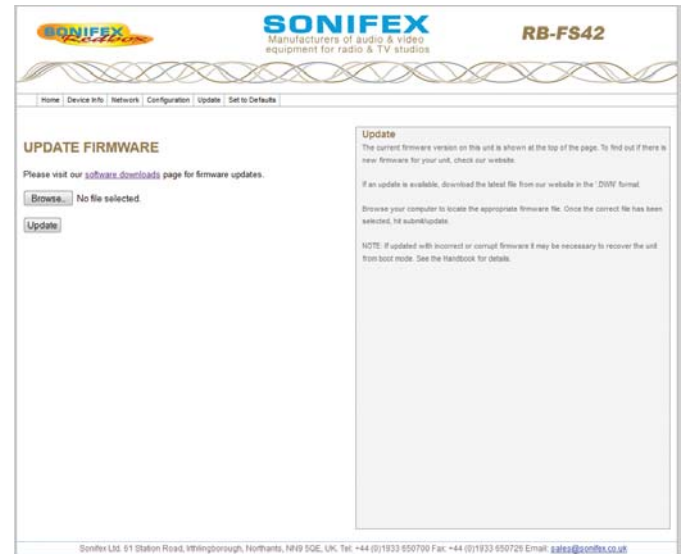 SONIFEX
Redbox
SONIFEX
Manufacturers of audio & video
equipment for radio & TV studios
RB-FS42
Home Device Info Network Configuration Update Set to Defaults
UPDATE FIRMWARE
Please visit our software downloads page for firmware updates.
Browse.. No file selected.
Update
Update
The current firmware version on this unit is shown at the top of the page. To find out if there is
new firmware for your unit, check our website.
If an update is available, download the latest file from our website in the '.DWN' format.
Browse your computer to locate the appropriate firmware file. Once the correct file has been
selected, hit submit/update.
NOTE: If updated with incorrect or corrupt firmware it may be necessary to recover the unit
from boot mode. See the Handbook for details.
Sonifex Ltd. 61 Station Road, Irthlingborough, Northants, NN9 5QE, UK. Tel: +44 (0)1933 650700 Fax: +44 (0)1933 650726 Email: sales@sonifex.co.uk